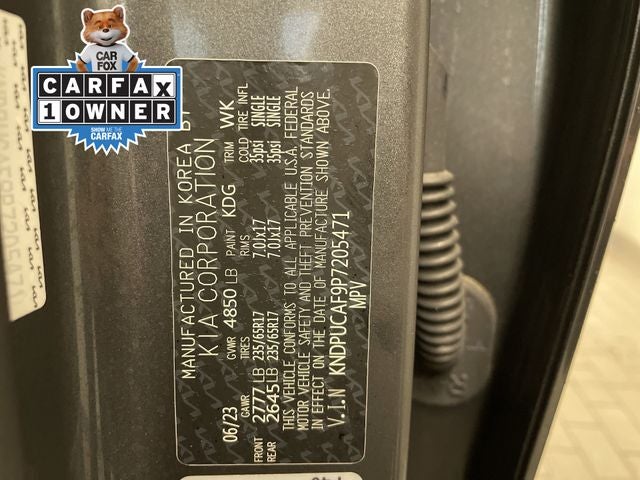 CAR
FOX
CARFAX
1 OWNER
SHOW ME THE
CARFAX
MANUFACTURED IN KOREA BY
KIA CORPORATION
06/23 GVWR 4850 LB PAINT KDG TRIM WK
GAWR TIRES RIMS COLD TIRE INFL
FRONT 2777 LB 235/65R17 7.0Jx17 35psi SINGLE
REAR 2645 LB 235/65R17 7.0Jx17 35psi SINGLE
THIS VEHICLE CONFORMS TO ALL APPLICABLE U.S.A. FEDERAL
MOTOR VEHICLE SAFETY AND THEFT PREVENTION STANDARDS
IN EFFECT ON THE DATE OF MANUFACTURE SHOWN ABOVE.
V.I.N KNDPUCAF9P7205471
MPV